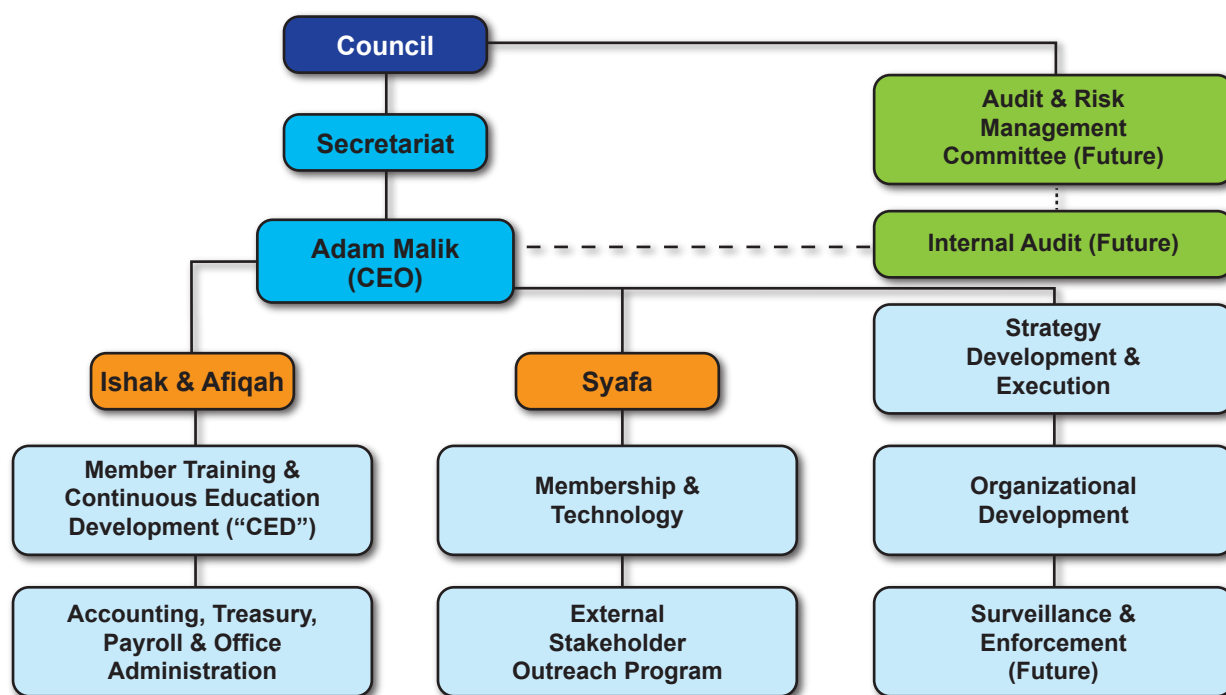 Council
Audit & Risk
Management
Committee (Future)
Secretariat
Adam Malik
(CEO)
Internal Audit (Future)
Ishak & Afiqah
Syafa
Strategy
Development &
Execution
Member Training &
Continuous Education
Development (“CED”)
Membership &
Technology
Organizational
Development
Accounting, Treasury,
Payroll & Office
Administration
External
Stakeholder
Outreach Program
Surveillance &
Enforcement
(Future)